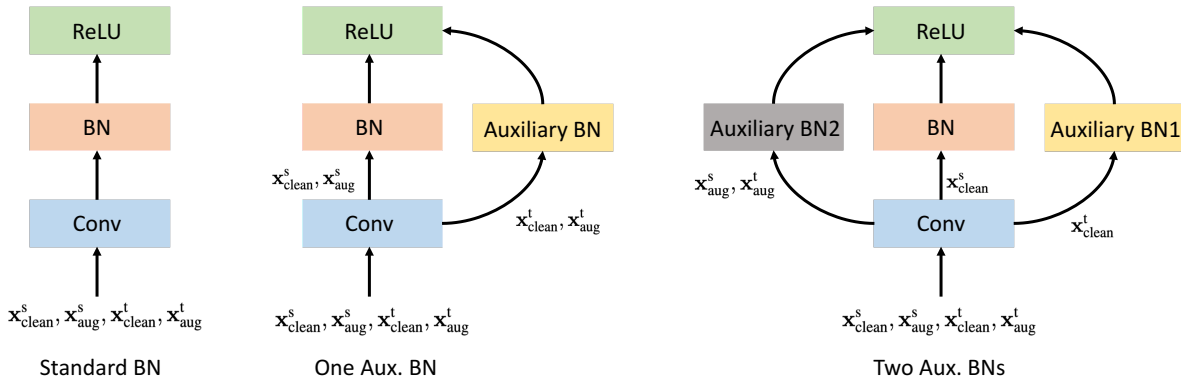 ReLU
BN
Conv
x^s_clean, x^s_aug, x^t_clean, x^t_aug
Standard BN
ReLU
BN
Auxiliary BN
x^s_clean, x^s_aug
Conv
x^t_clean, x^t_aug
x^s_clean, x^s_aug, x^t_clean, x^t_aug
One Aux. BN
ReLU
Auxiliary BN2
BN
Auxiliary BN1
x^s_aug, x^t_aug
x^s_clean
Conv
x^t_clean
x^s_clean, x^s_aug, x^t_clean, x^t_aug
Two Aux. BNs